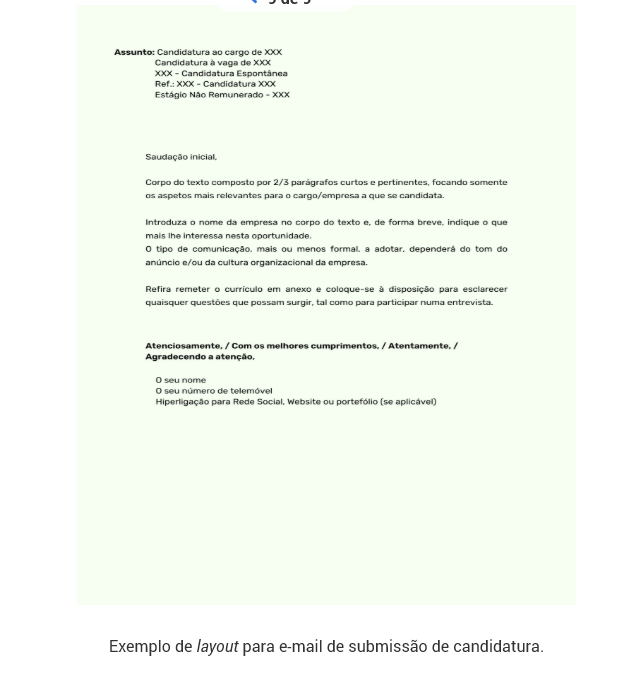 Assunto: Candidatura ao cargo de XXX
Candidatura à vaga de XXX
XXX - Candidatura Espontânea
Ref.: XXX - Candidatura XXX
Estágio Não Remunerado - XXX
Saudação inicial,
Corpo do texto composto por 2/3 parágrafos curtos e pertinentes, focando somente
os aspetos mais relevantes para o cargo/empresa a que se candidata.
Introduza o nome da empresa no corpo do texto e, de forma breve, indique o que
mais lhe interessa nesta oportunidade.
O tipo de comunicação, mais ou menos formal, a adotar, dependerá do tom do
anúncio e/ou da cultura organizacional da empresa.
Refira remeter o currículo em anexo e coloque-se à disposição para esclarecer
quaisquer questões que possam surgir, tal como para participar numa entrevista.
Atenciosamente, / Com os melhores cumprimentos, / Atentamente, /
Agradecendo a atenção,
O seu nome
O seu número de telemóvel
Hiperligação para Rede Social, Website ou portefólio (se aplicável)
Exemplo de layout para e-mail de submissão de candidatura.